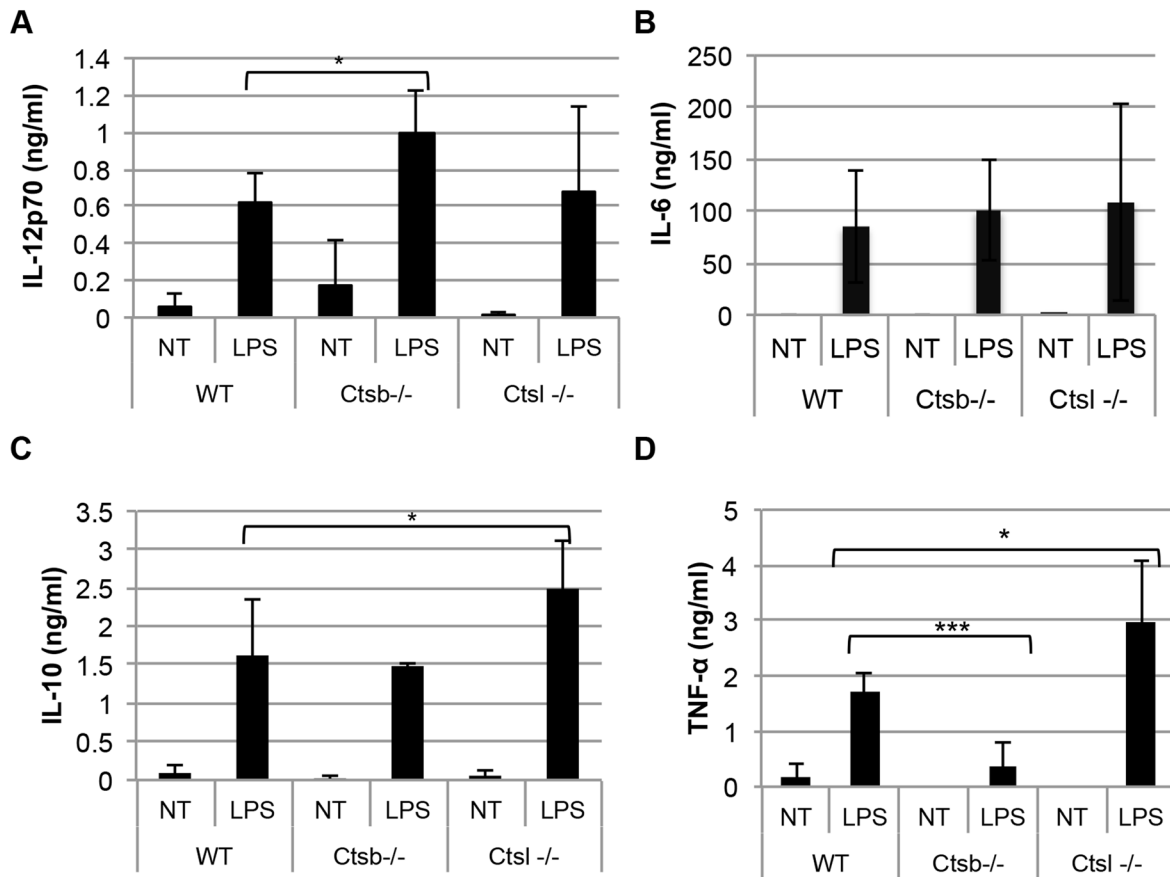 A
IL-12p70 (ng/ml)
1.4
1.2
1
0.8
0.6
0.4
0.2
0
*
NT LPS NT LPS NT LPS
WT Ctsb-/- Ctsl -/-
B
IL-6 (ng/ml)
250
200
150
100
50
0
NT LPS NT LPS NT LPS
WT Ctsb-/- Ctsl -/-
C
IL-10 (ng/ml)
3.5
3
2.5
2
1.5
1
0.5
0
*
NT LPS NT LPS NT LPS
WT Ctsb-/- Ctsl -/-
D
TNF-α (ng/ml)
5
4
3
2
1
0
*
***
NT LPS NT LPS NT LPS
WT Ctsb-/- Ctsl -/-